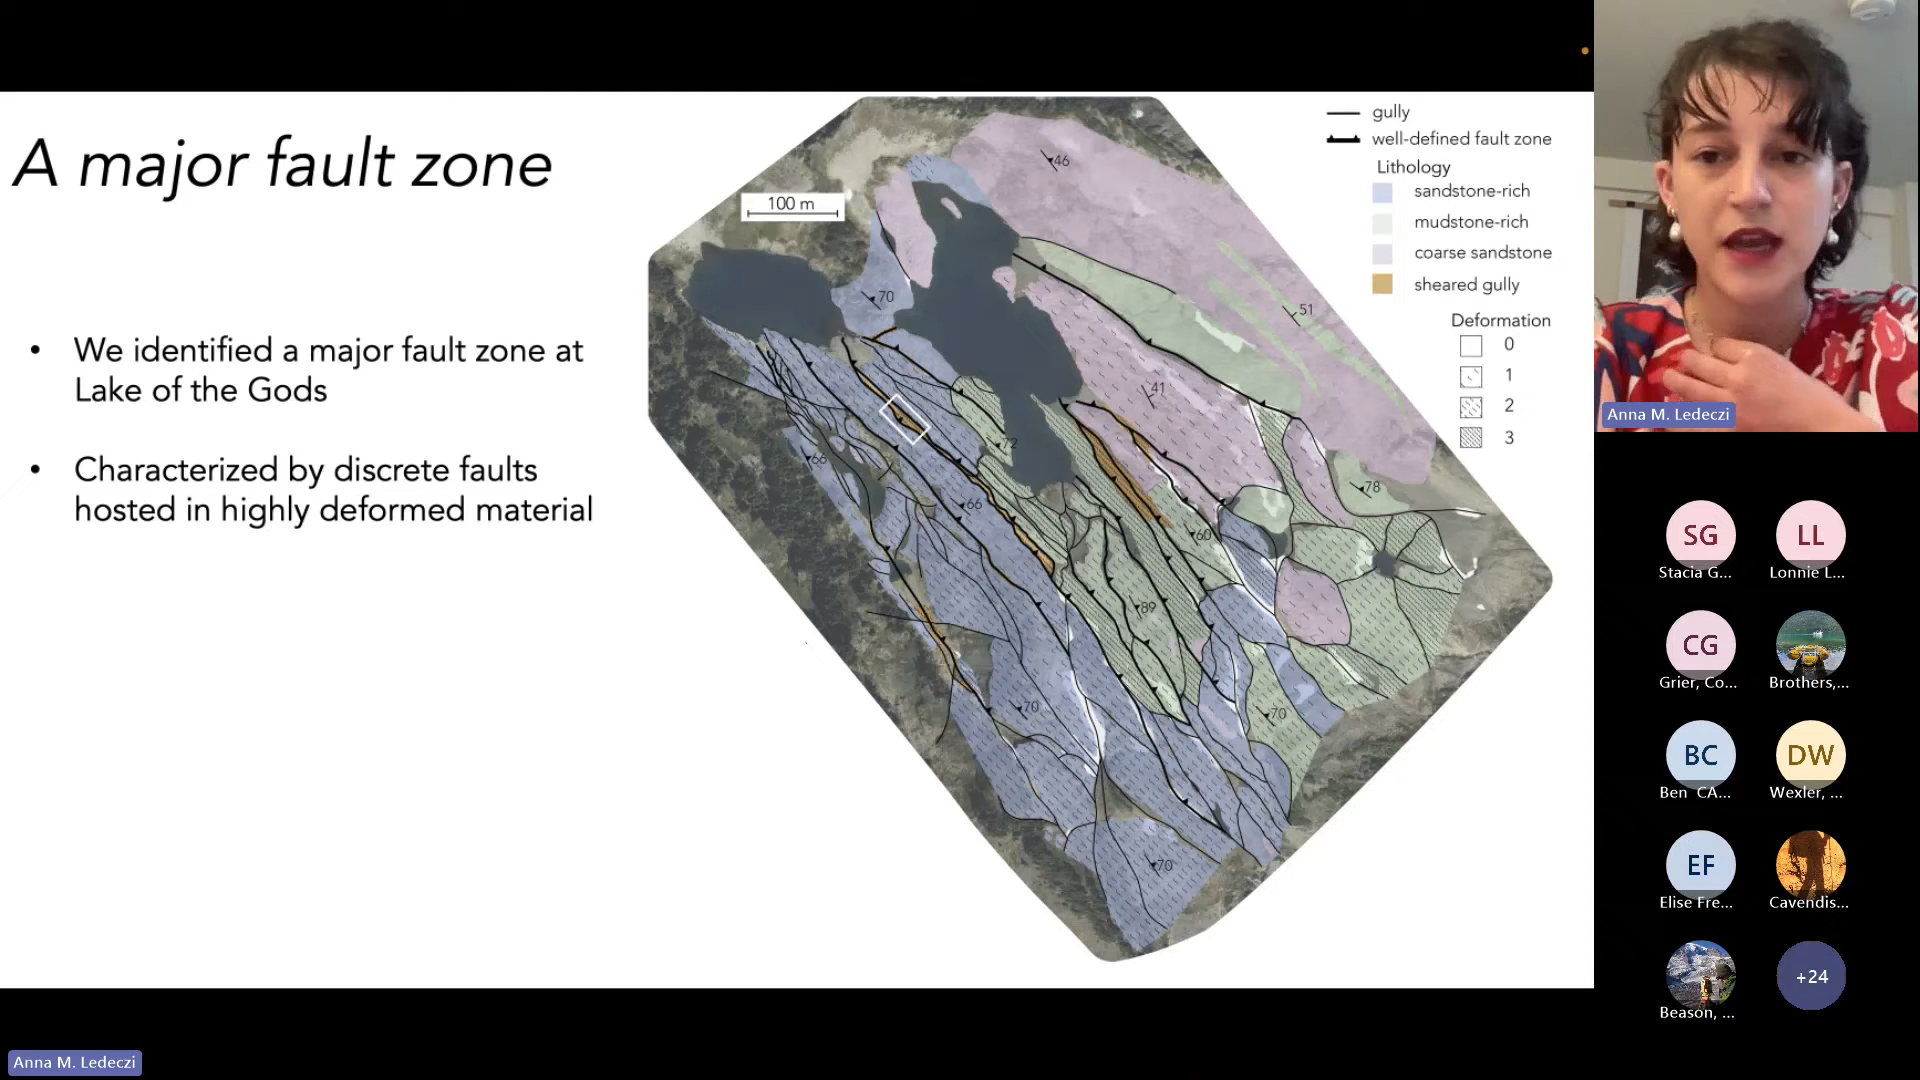 A major fault zone
• We identified a major fault zone at
Lake of the Gods
• Characterized by discrete faults
hosted in highly deformed material
100 m
46
70
51
41
72
66
66
78
60
89
70
70
70
gully
well-defined fault zone
Lithology
sandstone-rich
mudstone-rich
coarse sandstone
sheared gully
Deformation
0
1
2
3
Anna M. Ledeczi
SG
Stacia G...
LL
Lonnie L...
CG
Grier, Co...
Brothers,...
BC
Ben CA...
DW
Wexler, ...
EF
Elise Fre...
Cavendis...
Beason, ...
+24
Anna M. Ledeczi